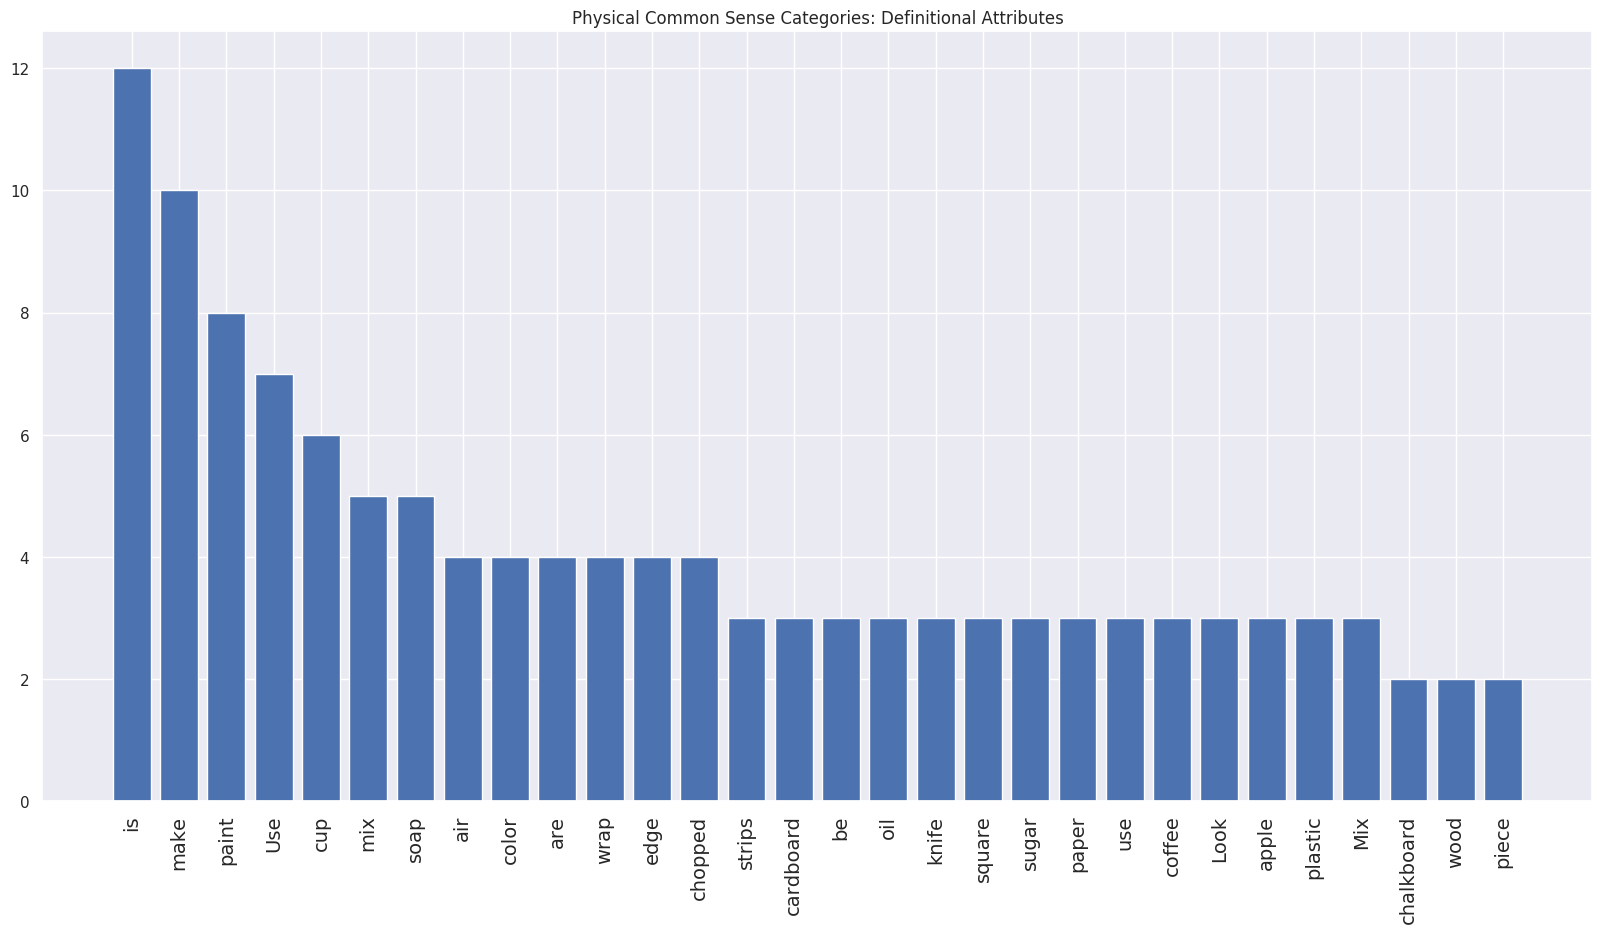 Physical Common Sense Categories: Definitional Attributes
12
10
8
6
4
2
0
is
make
paint
Use
cup
mix
soap
air
color
are
wrap
edge
chopped
strips
cardboard
be
oil
knife
square
sugar
paper
use
coffee
Look
apple
plastic
Mix
chalkboard
wood
piece